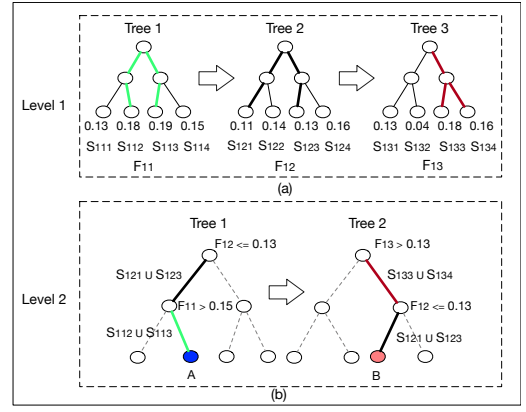 Tree 1 Tree 2 Tree 3
Level 1
0.13 0.18 0.19 0.15 0.11 0.14 0.13 0.16 0.13 0.04 0.18 0.16
S111 S112 S113 S114 S121 S122 S123 S124 S131 S132 S133 S134
F11 F12 F13
(a)
Tree 1 Tree 2
F12 <= 0.13 F13 > 0.13
S121 U S123 S133 U S134
Level 2
F11 > 0.15 F12 <= 0.13
S112 U S113 S121 U S123
A B
(b)